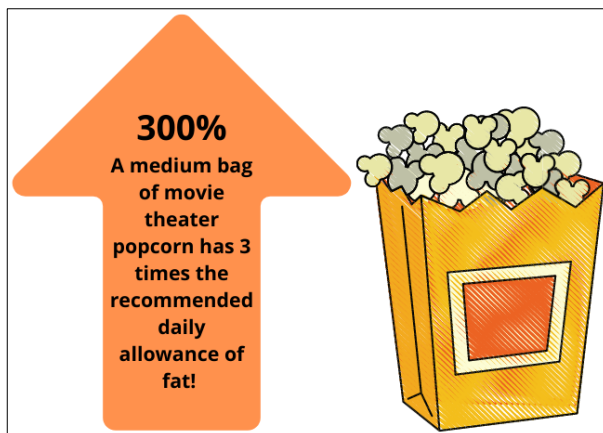 300%
A medium bag
of movie
theater
popcorn has 3
times the
recommended
daily
allowance of
fat!